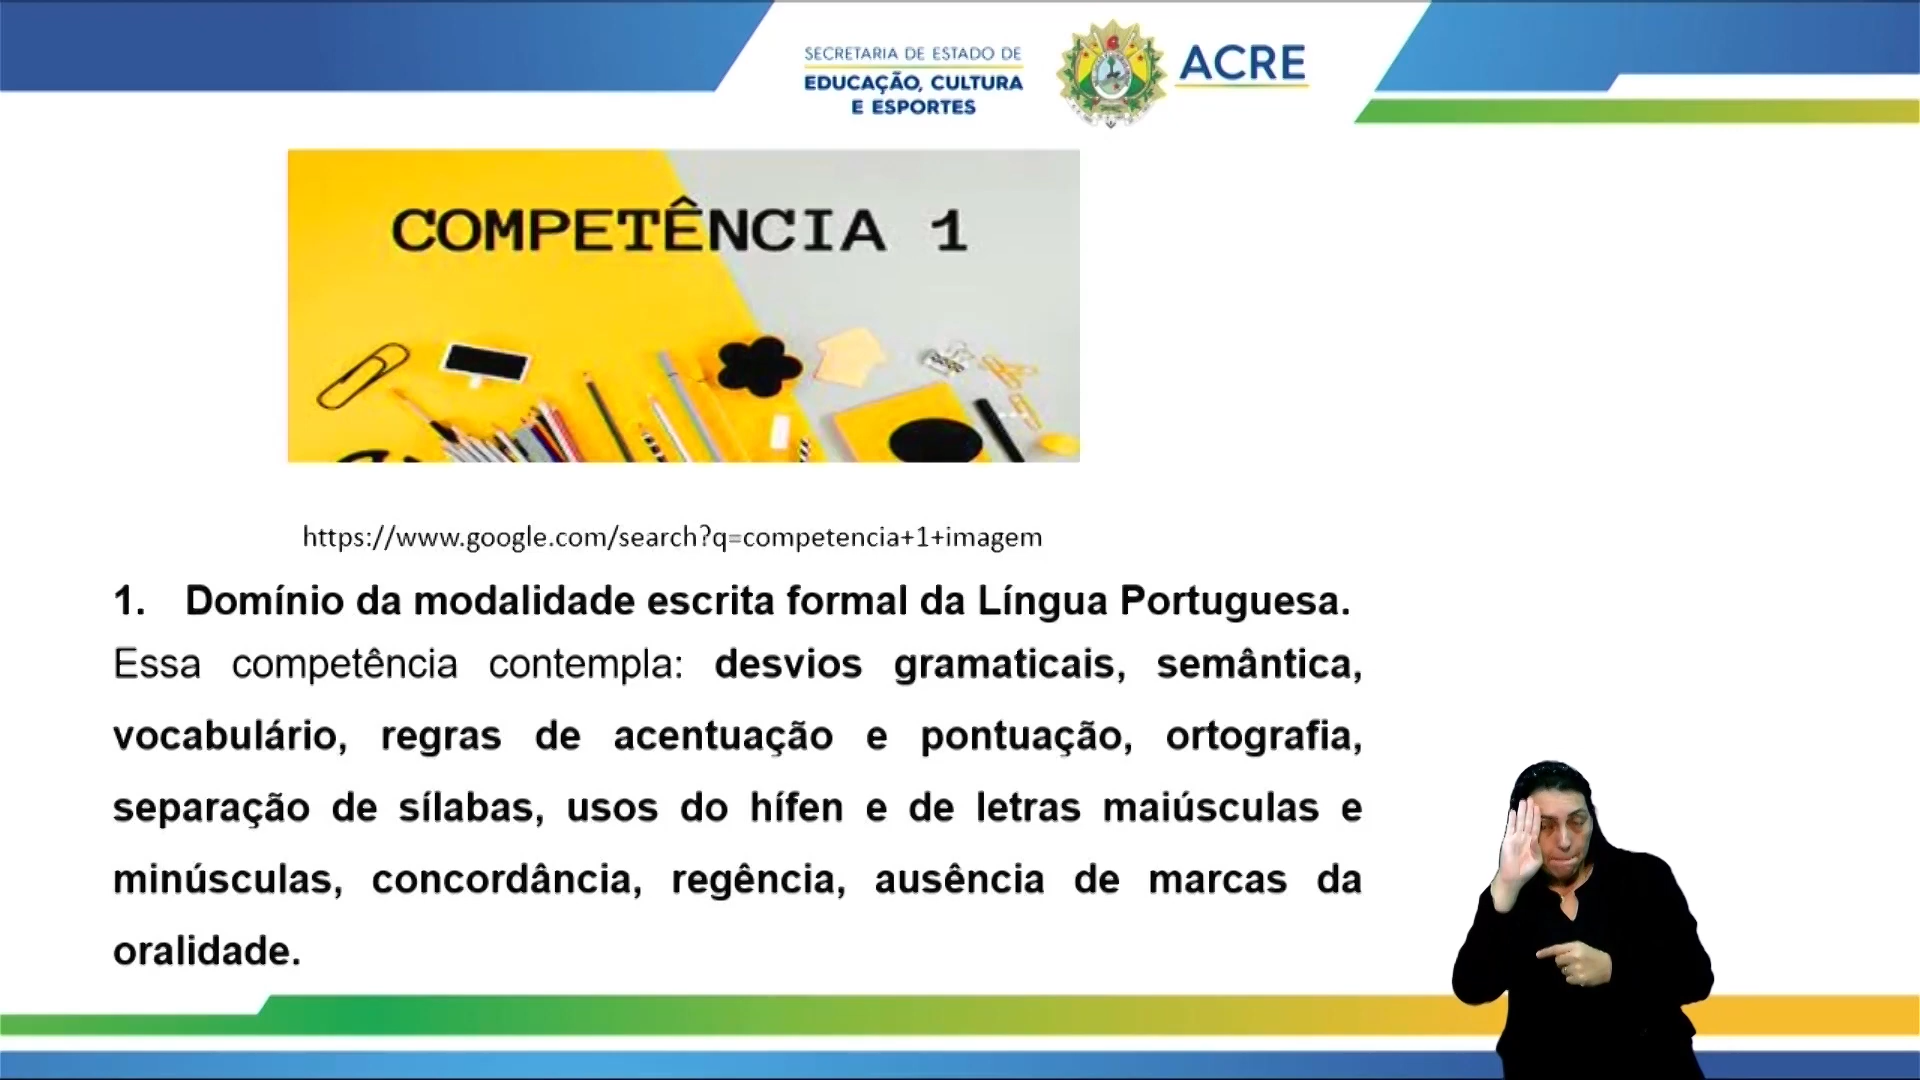 SECRETARIA DE ESTADO DE
EDUCAÇÃO, CULTURA
E ESPORTES
ACRE
COMPETÊNCIA 1
https://www.google.com/search?q=competencia+1+imagem
1. Domínio da modalidade escrita formal da Língua Portuguesa.
Essa competência contempla: desvios gramaticais, semântica,
vocabulário, regras de acentuação e pontuação, ortografia,
separação de sílabas, usos do hífen e de letras maiúsculas e
minúsculas, concordância, regência, ausência de marcas da
oralidade.